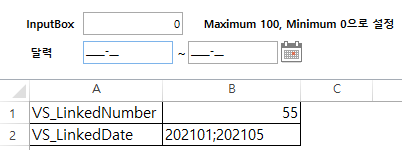 InputBox 0 Maximum 100, Minimum 0으로 설정
달력 ____-__ ~ ____-__
A B C
1 VS_LinkedNumber 55
2 VS_LinkedDate 202101;202105